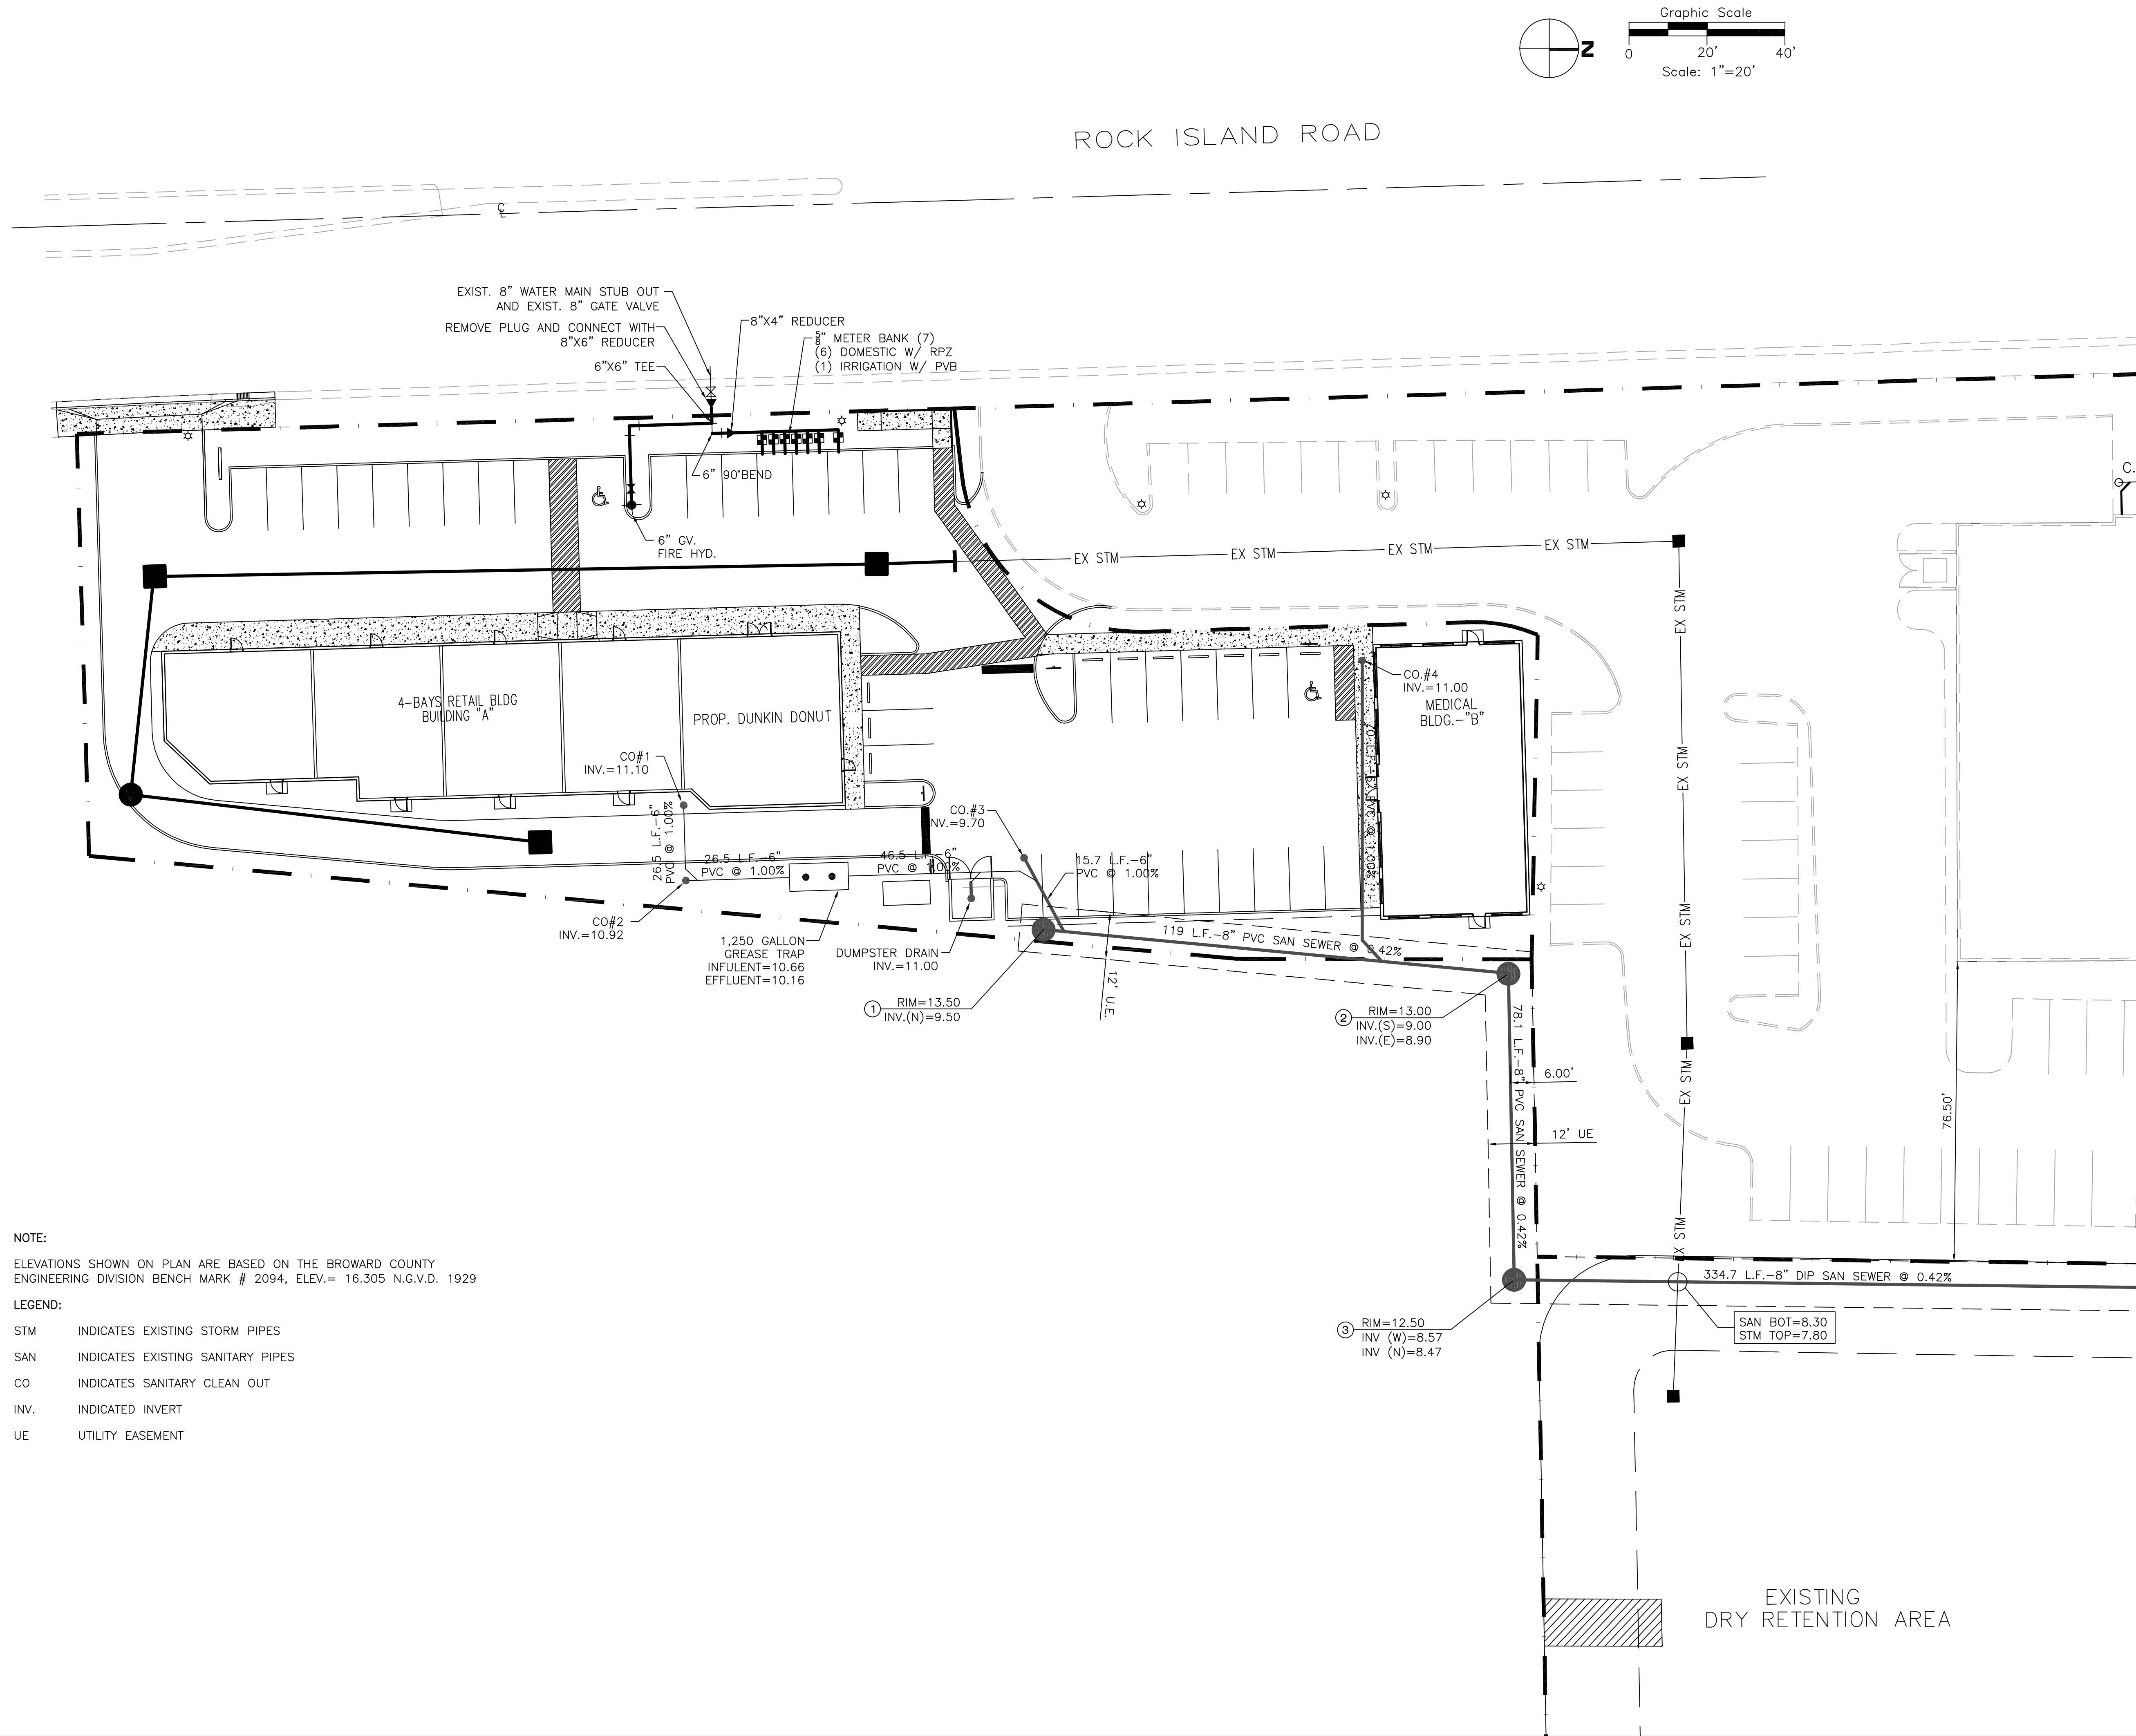 Graphic Scale
0 20' 40'
Scale: 1"=20'
N
ROCK ISLAND ROAD
℄
EXIST. 8" WATER MAIN STUB OUT
AND EXIST. 8" GATE VALVE
REMOVE PLUG AND CONNECT WITH
8"X6" REDUCER
6"X6" TEE
8"X4" REDUCER
5/8" METER BANK (7)
(6) DOMESTIC W/ RPZ
(1) IRRIGATION W/ PVB
6" 90°BEND
6" GV.
FIRE HYD.
C.
EX STM
EX STM
EX STM
EX STM
EX STM
EX STM
EX STM
EX STM
X STM
4-BAYS RETAIL BLDG
BUILDING "A"
PROP. DUNKIN DONUT
CO.#4
INV.=11.00
MEDICAL
BLDG.-"B"
CO#1
INV.=11.10
26.5 L.F.-6"
PVC @ 1.00%
26.5 L.F.-6"
PVC @ 1.00%
46.5 L.F-6"
PVC @ 1.00%
CO.#3
NV.=9.70
15.7 L.F.-6"
PVC @ 1.00%
L.F.-6" PVC @ 1.00%
CO#2
INV.=10.92
1,250 GALLON
GREASE TRAP
INFULENT=10.66
EFFLUENT=10.16
DUMPSTER DRAIN
INV.=11.00
119 L.F.-8" PVC SAN SEWER @ 0.42%
12' U.E.
1
RIM=13.50
INV.(N)=9.50
2
RIM=13.00
INV.(S)=9.00
INV.(E)=8.90
78.1 L.F.-8" PVC SAN SEWER @ 0.42%
6.00'
12' UE
76.50'
3
RIM=12.50
INV (W)=8.57
INV (N)=8.47
334.7 L.F.-8" DIP SAN SEWER @ 0.42%
SAN BOT=8.30
STM TOP=7.80
NOTE:
ELEVATIONS SHOWN ON PLAN ARE BASED ON THE BROWARD COUNTY
ENGINEERING DIVISION BENCH MARK # 2094, ELEV.= 16.305 N.G.V.D. 1929
LEGEND:
STM INDICATES EXISTING STORM PIPES
SAN INDICATES EXISTING SANITARY PIPES
CO INDICATES SANITARY CLEAN OUT
INV. INDICATED INVERT
UE UTILITY EASEMENT
EXISTING
DRY RETENTION AREA